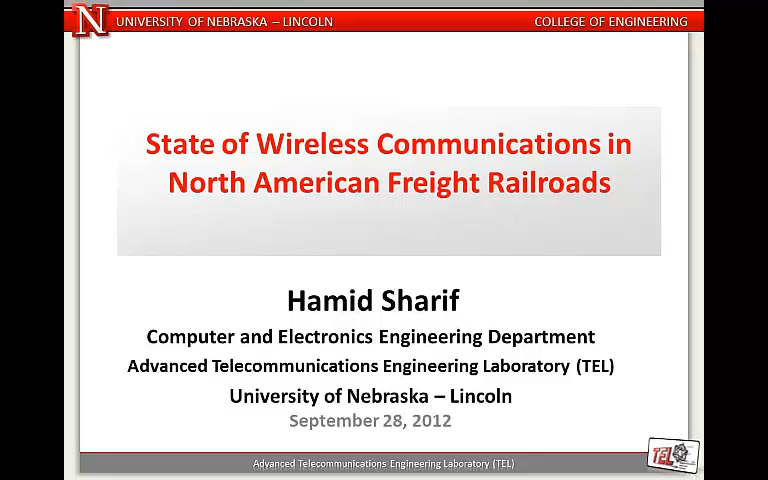 N UNIVERSITY OF NEBRASKA – LINCOLN COLLEGE OF ENGINEERING
State of Wireless Communications in
North American Freight Railroads
Hamid Sharif
Computer and Electronics Engineering Department
Advanced Telecommunications Engineering Laboratory (TEL)
University of Nebraska – Lincoln
September 28, 2012
Advanced Telecommunications Engineering Laboratory (TEL)
TEL